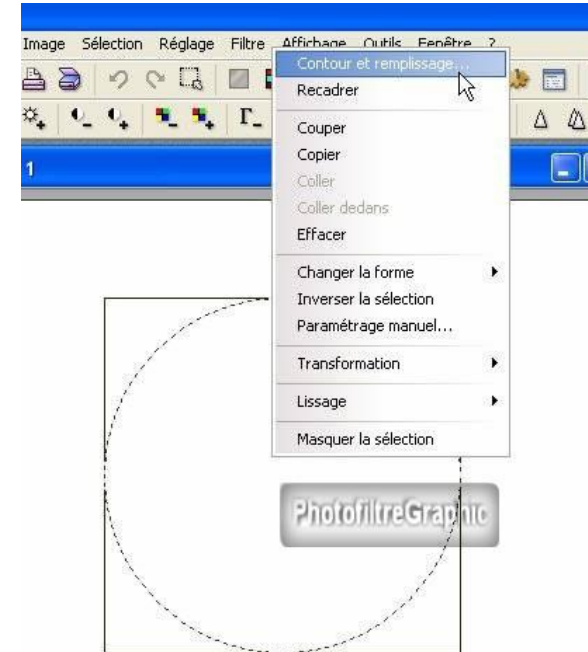 Image Sélection Réglage Filtre Affichage Outils Fenêtre ?
Contour et remplissage...
Recadrer
Couper
Copier
Coller
Coller dedans
Effacer
1
Changer la forme
Inverser la sélection
Paramétrage manuel...
Transformation
Lissage
Masquer la sélection
PhotofiltreGraphic